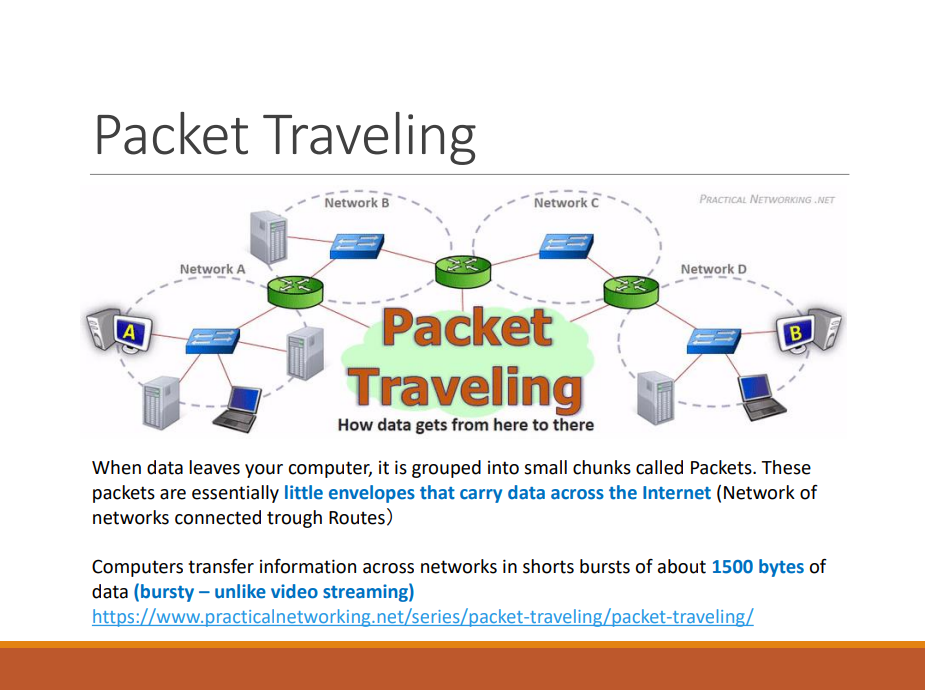 Packet Traveling
PRACTICAL NETWORKING .NET
Network B
Network C
Network A
Network D
A
B
Packet
Traveling
How data gets from here to there
When data leaves your computer, it is grouped into small chunks called Packets. These
packets are essentially little envelopes that carry data across the Internet (Network of
networks connected trough Routes）
Computers transfer information across networks in shorts bursts of about 1500 bytes of
data (bursty – unlike video streaming)
https://www.practicalnetworking.net/series/packet-traveling/packet-traveling/